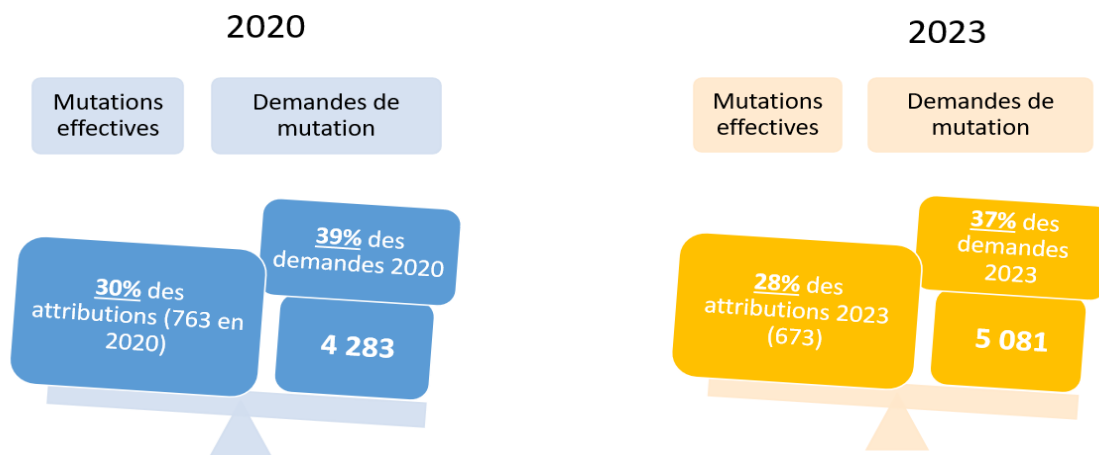 2020
Mutations
effectives
Demandes de
mutation
39% des
demandes 2020
30% des
attributions (763 en
2020)
4 283
2023
Mutations
effectives
Demandes de
mutation
37% des
demandes
2023
28% des
attributions 2023
(673)
5 081